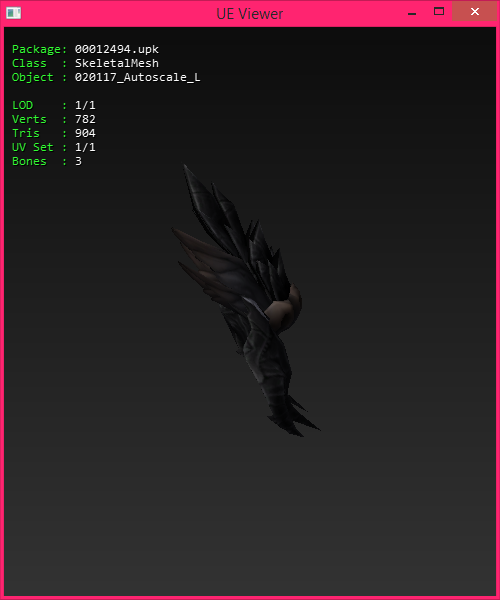 UE Viewer
Package: 00012494.upk
Class : SkeletalMesh
Object : 020117_Autoscale_L
LOD : 1/1
Verts : 782
Tris : 904
UV Set : 1/1
Bones : 3